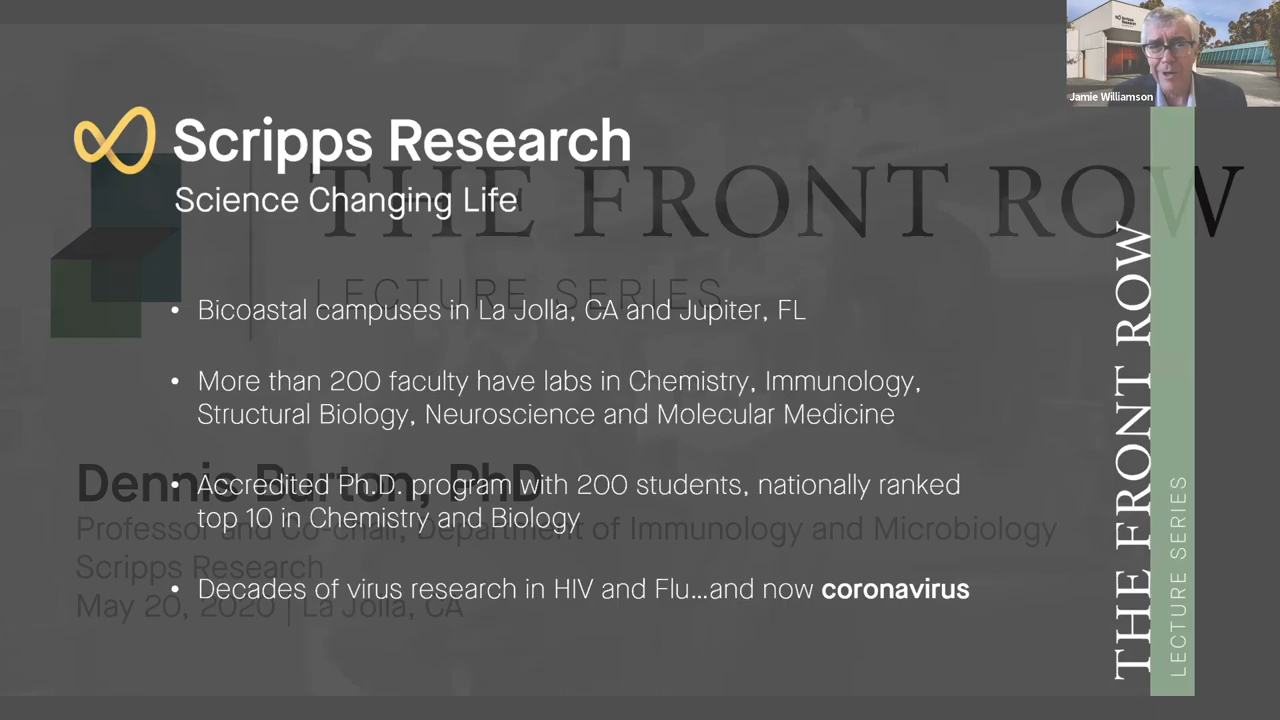 Jamie Williamson
Scripps Research
Science Changing Life
THE FRONT ROW
LECTURE SERIES
• Bicoastal campuses in La Jolla, CA and Jupiter, FL
• More than 200 faculty have labs in Chemistry, Immunology,
Structural Biology, Neuroscience and Molecular Medicine
• Accredited Ph.D. program with 200 students, nationally ranked
top 10 in Chemistry and Biology
• Decades of virus research in HIV and Flu...and now coronavirus
Dennis Burton, PhD
Professor and Co-chair, Department of Immunology and Microbiology
Scripps Research
May 20, 2020 | La Jolla, CA
THE FRONT ROW
LECTURE SERIES